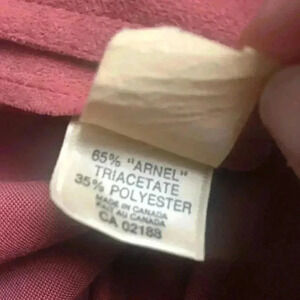 65% "ARNEL"
TRIACETATE
35% POLYESTER
MADE IN CANADA
FAIT AU CANADA
CA 02188